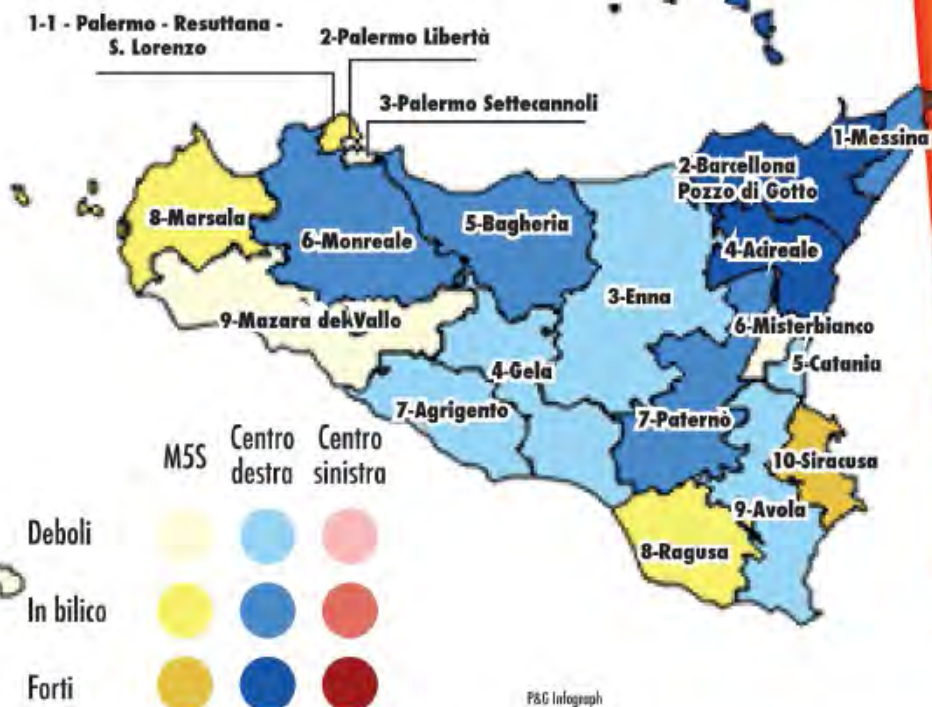 1-1 - Palermo - Resuttana -
S. Lorenzo
2-Palermo Libertà
3-Palermo Settecannoli
1-Messina
2-Barcellona
Pozzo di Gotto
8-Marsala
5-Bagheria
6-Monreale
4-Acireale
3-Enna
9-Mazara del Vallo
6-Misterbianco
4-Gela
5-Catania
7-Agrigento
7-Paternò
10-Siracusa
9-Avola
8-Ragusa
M5S
Centro
destra
Centro
sinistra
Deboli
In bilico
Forti
P&G Infograph